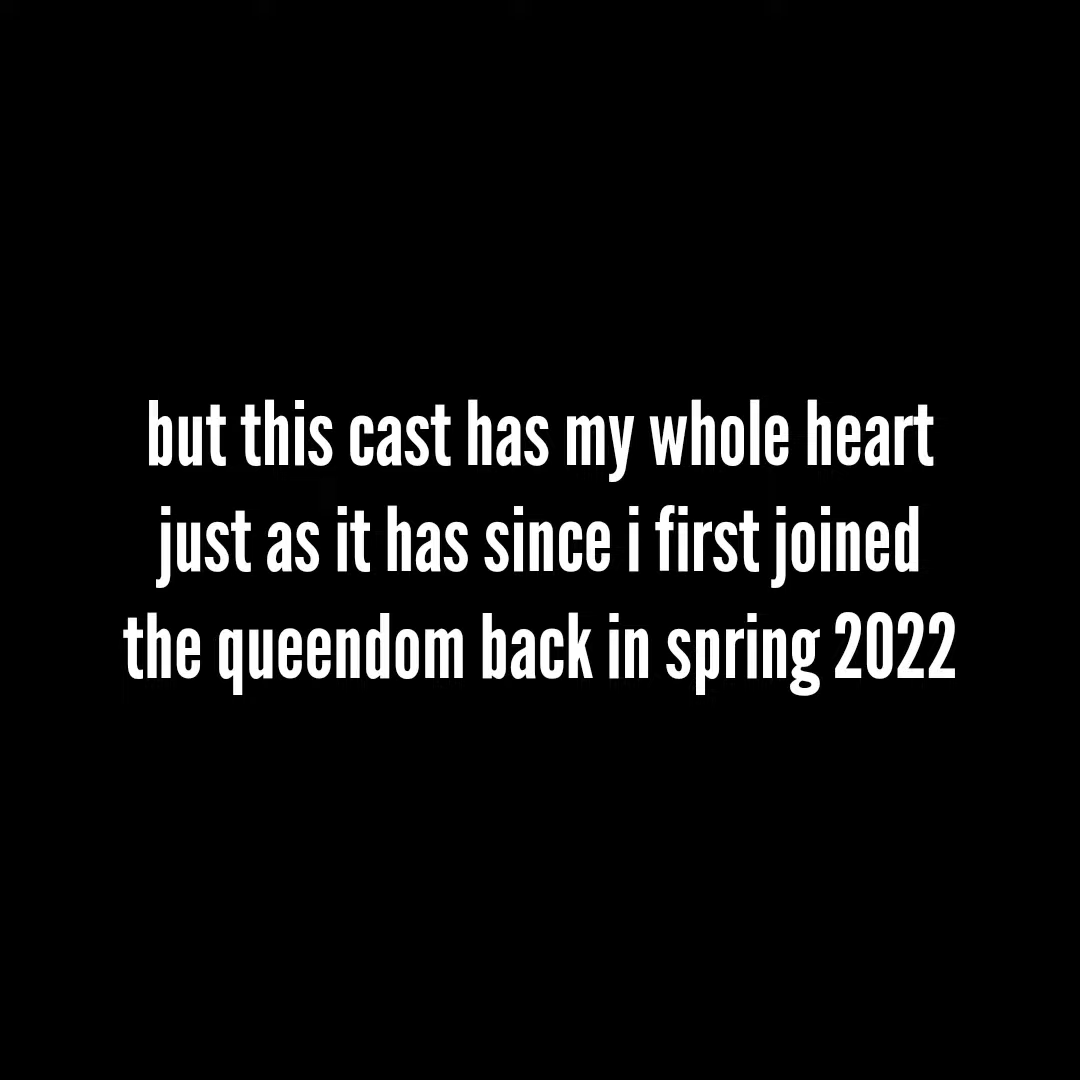 but this cast has my whole heart
just as it has since i first joined
the queendom back in spring 2022